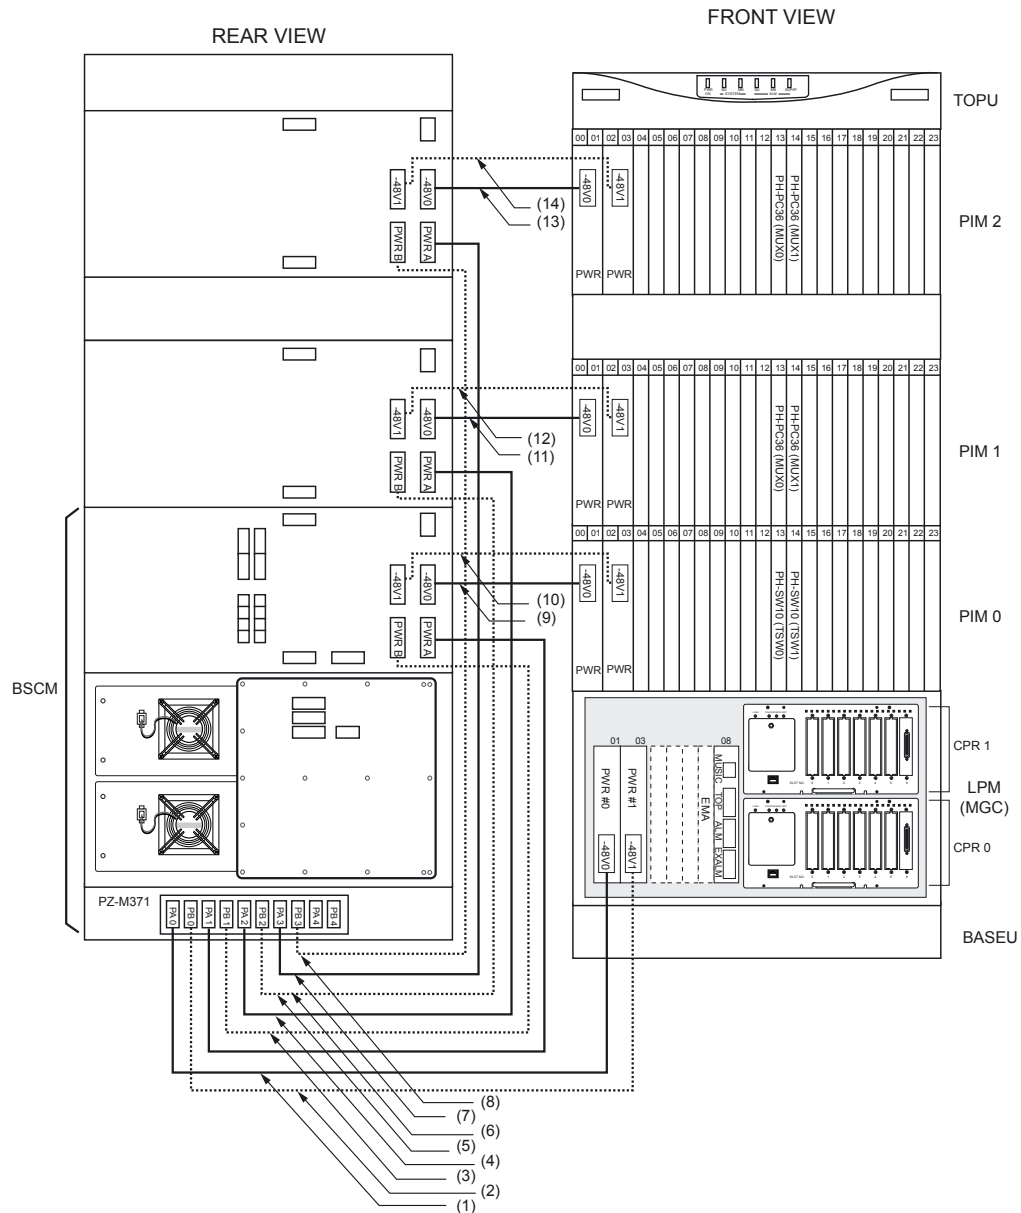 REAR VIEW
FRONT VIEW
TOPU
00 01 02 03 04 05 06 07 08 09 10 11 12 13 14 15 16 17 18 19 20 21 22 23
-48V1
-48V0
PWR B
PWR A
(14)
(13)
-48V0
-48V1
PWR PWR
PH-PC36 (MUX0)
PH-PC36 (MUX1)
PIM 2
00 01 02 03 04 05 06 07 08 09 10 11 12 13 14 15 16 17 18 19 20 21 22 23
-48V1
-48V0
PWR B
PWR A
(12)
(11)
-48V0
-48V1
PWR PWR
PH-PC36 (MUX0)
PH-PC36 (MUX1)
PIM 1
00 01 02 03 04 05 06 07 08 09 10 11 12 13 14 15 16 17 18 19 20 21 22 23
-48V1
-48V0
PWR B
PWR A
(10)
(9)
-48V0
-48V1
PWR PWR
PH-SW10 (TSW0)
PH-SW10 (TSW1)
PIM 0
BSCM
01 03 08
PWR #0
PWR #1
-48V0
-48V1
EMA
MUSIC
TOP
ALM
EXALM
CPR 1
LPM
(MGC)
CPR 0
PZ-M371
PA 0
PB 0
PA 1
PB 1
PA 2
PB 2
PA 3
PB 3
PA 4
PB 4
BASEU
(8)
(7)
(6)
(5)
(4)
(3)
(2)
(1)